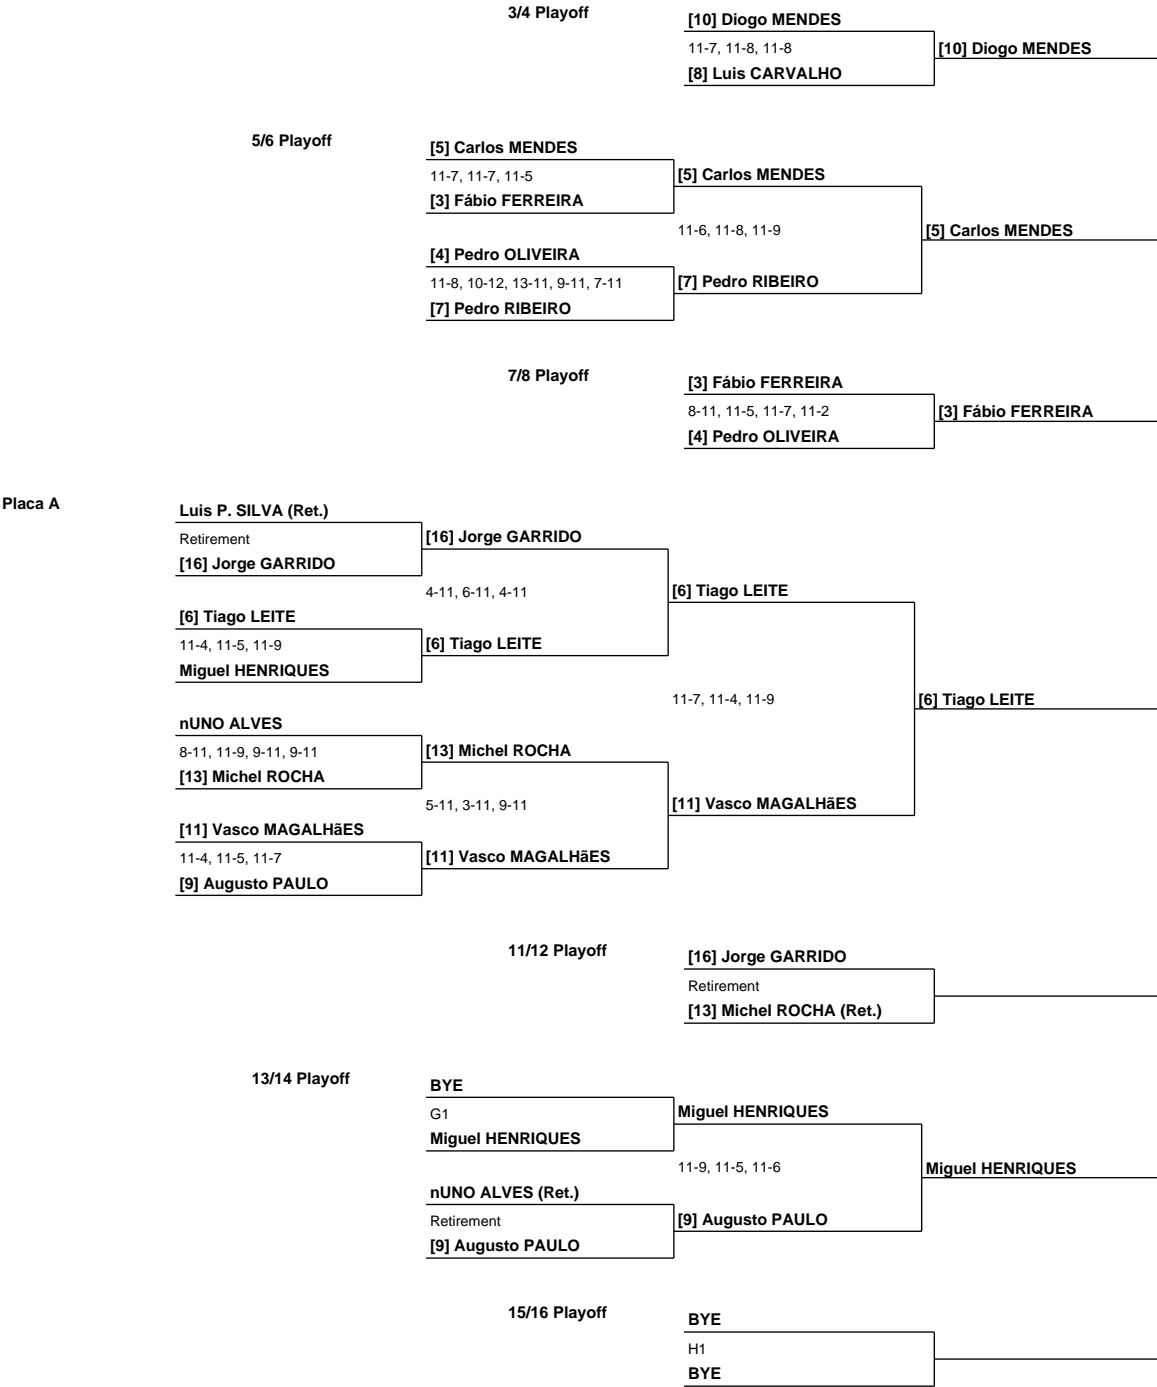 3/4 Playoff
[10] Diogo MENDES
11-7, 11-8, 11-8
[10] Diogo MENDES
[8] Luis CARVALHO
5/6 Playoff
[5] Carlos MENDES
11-7, 11-7, 11-5
[5] Carlos MENDES
[3] Fábio FERREIRA
11-6, 11-8, 11-9
[5] Carlos MENDES
[4] Pedro OLIVEIRA
11-8, 10-12, 13-11, 9-11, 7-11
[7] Pedro RIBEIRO
[7] Pedro RIBEIRO
7/8 Playoff
[3] Fábio FERREIRA
8-11, 11-5, 11-7, 11-2
[3] Fábio FERREIRA
[4] Pedro OLIVEIRA
Placa A
Luis P. SILVA (Ret.)
Retirement
[16] Jorge GARRIDO
[16] Jorge GARRIDO
4-11, 6-11, 4-11
[6] Tiago LEITE
[6] Tiago LEITE
11-4, 11-5, 11-9
[6] Tiago LEITE
Miguel HENRIQUES
11-7, 11-4, 11-9
[6] Tiago LEITE
nUNO ALVES
8-11, 11-9, 9-11, 9-11
[13] Michel ROCHA
[13] Michel ROCHA
5-11, 3-11, 9-11
[11] Vasco MAGALHãES
[11] Vasco MAGALHãES
11-4, 11-5, 11-7
[11] Vasco MAGALHãES
[9] Augusto PAULO
11/12 Playoff
[16] Jorge GARRIDO
Retirement
[13] Michel ROCHA (Ret.)
13/14 Playoff
BYE
G1
Miguel HENRIQUES
Miguel HENRIQUES
11-9, 11-5, 11-6
Miguel HENRIQUES
nUNO ALVES (Ret.)
Retirement
[9] Augusto PAULO
[9] Augusto PAULO
15/16 Playoff
BYE
H1
BYE